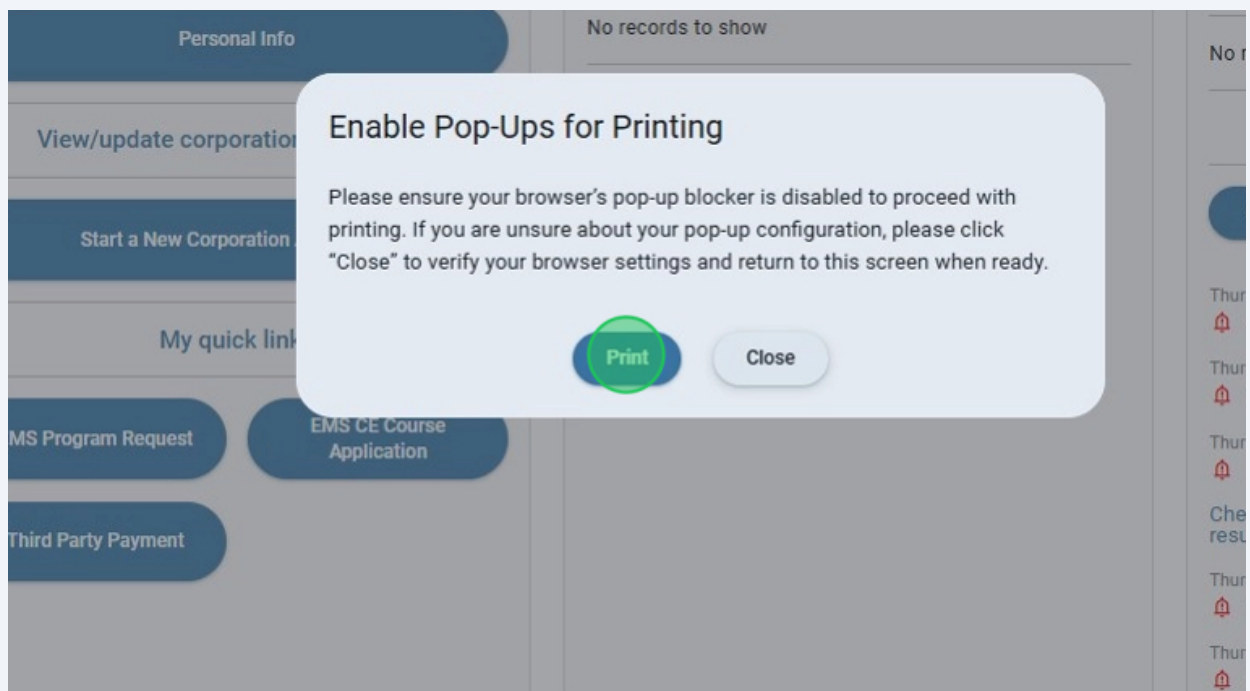 Personal Info
View/update corporation
Start a New Corporation
My quick link
MS Program Request
EMS CE Course
Application
Third Party Payment
No records to show
Enable Pop-Ups for Printing
Please ensure your browser’s pop-up blocker is disabled to proceed with
printing. If you are unsure about your pop-up configuration, please click
“Close” to verify your browser settings and return to this screen when ready.
Print
Close
No r
Thur
Thur
Thur
Che
resu
Thur
Thur